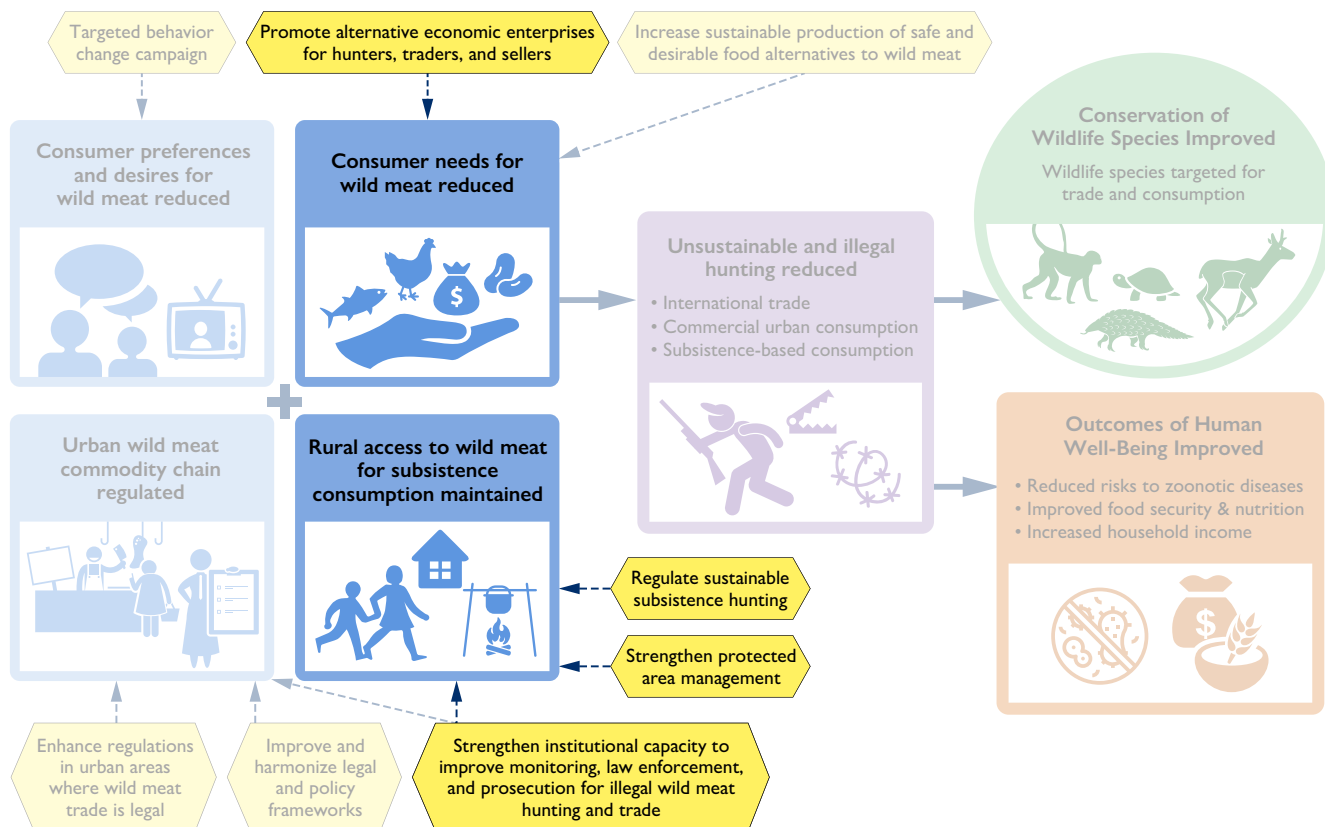 Targeted behavior
change campaign
Promote alternative economic enterprises
for hunters, traders, and sellers
Increase sustainable production of safe and
desirable food alternatives to wild meat
Consumer preferences
and desires for
wild meat reduced
Consumer needs for
wild meat reduced
$
Urban wild meat
commodity chain
regulated
Rural access to wild meat
for subsistence
consumption maintained
Unsustainable and illegal
hunting reduced
• International trade
• Commercial urban consumption
• Subsistence-based consumption
Conservation of
Wildlife Species Improved
Wildlife species targeted for
trade and consumption
Outcomes of Human
Well-Being Improved
• Reduced risks to zoonotic diseases
• Improved food security & nutrition
• Increased household income
$
Regulate sustainable
subsistence hunting
Strengthen protected
area management
Enhance regulations
in urban areas
where wild meat
trade is legal
Improve and
harmonize legal
and policy
frameworks
Strengthen institutional capacity to
improve monitoring, law enforcement,
and prosecution for illegal wild meat
hunting and trade